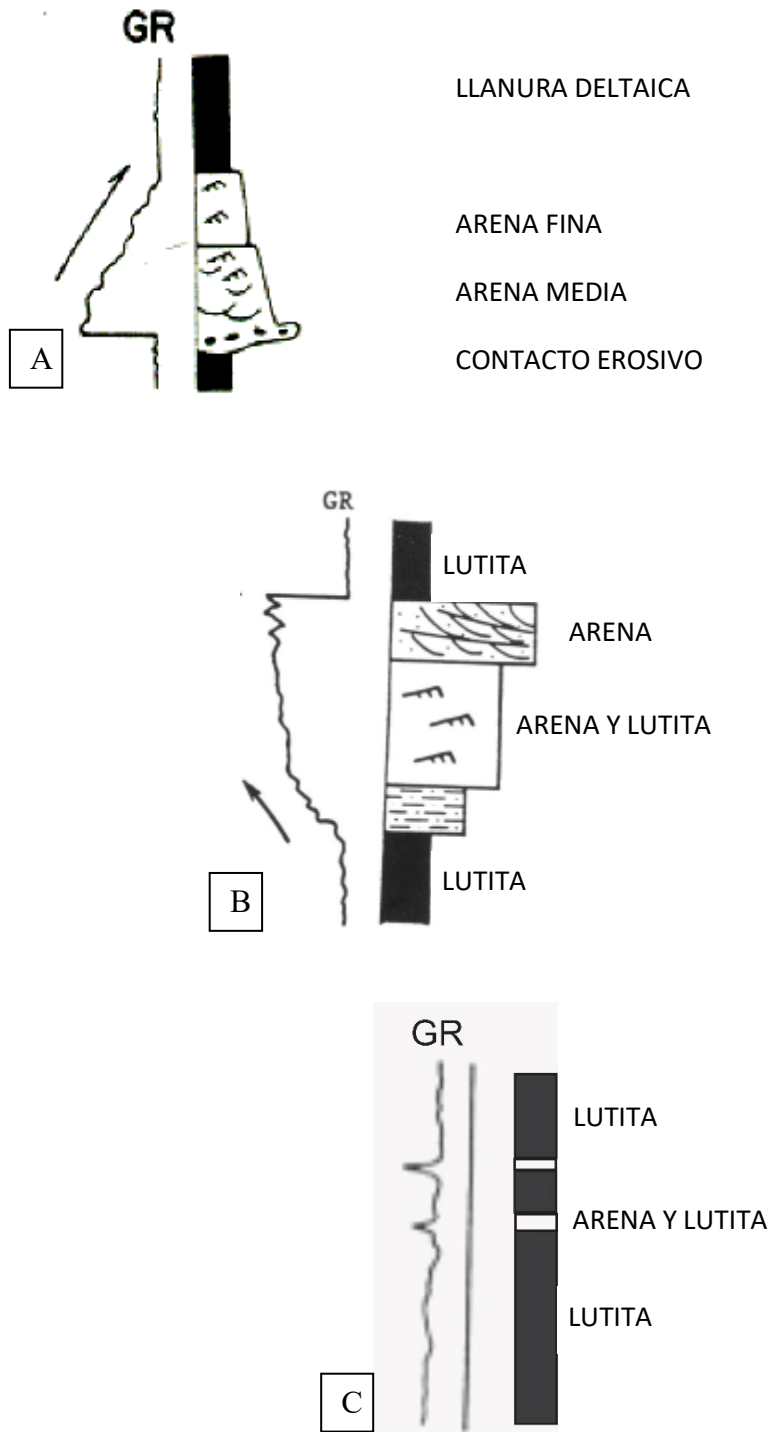 GR
LLANURA DELTAICA
ARENA FINA
ARENA MEDIA
CONTACTO EROSIVO
A
GR
LUTITA
ARENA
ARENA Y LUTITA
LUTITA
B
GR
LUTITA
ARENA Y LUTITA
LUTITA
C